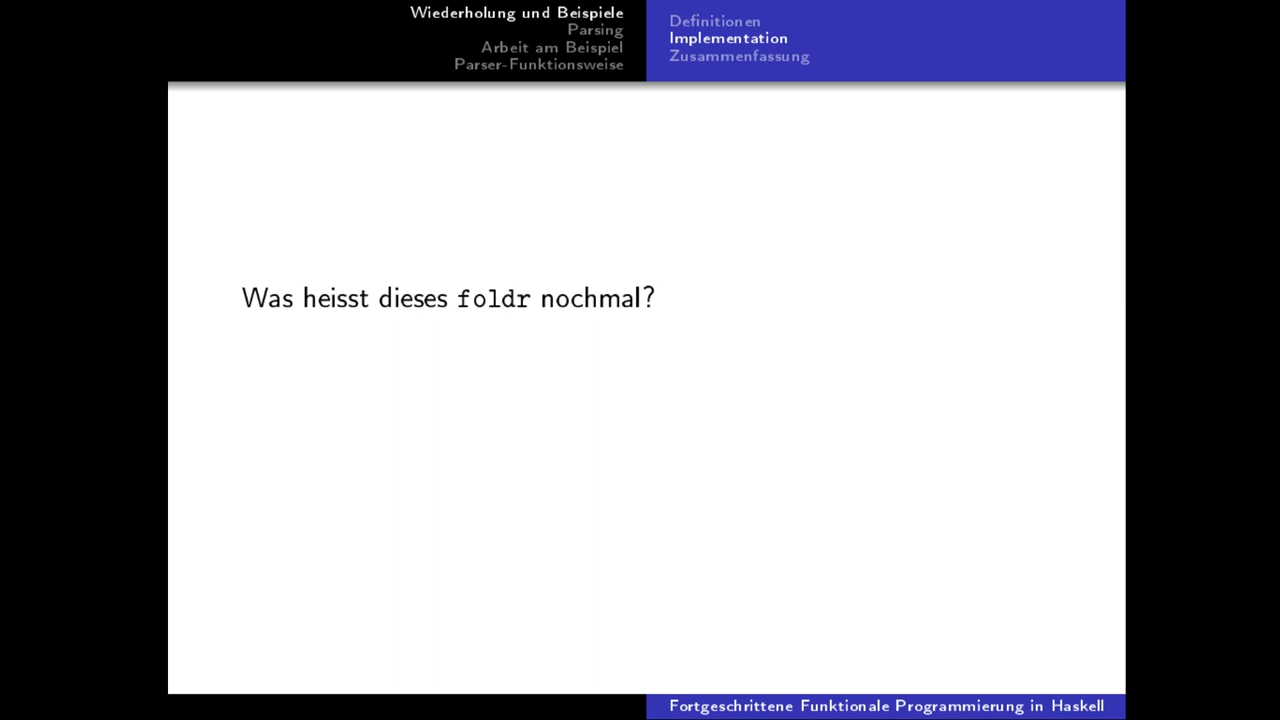 Wiederholung und Beispiele
Parsing
Arbeit am Beispiel
Parser-Funktionsweise
Definitionen
Implementation
Zusammenfassung
Was heisst dieses foldr nochmal?
Fortgeschrittene Funktionale Programmierung in Haskell